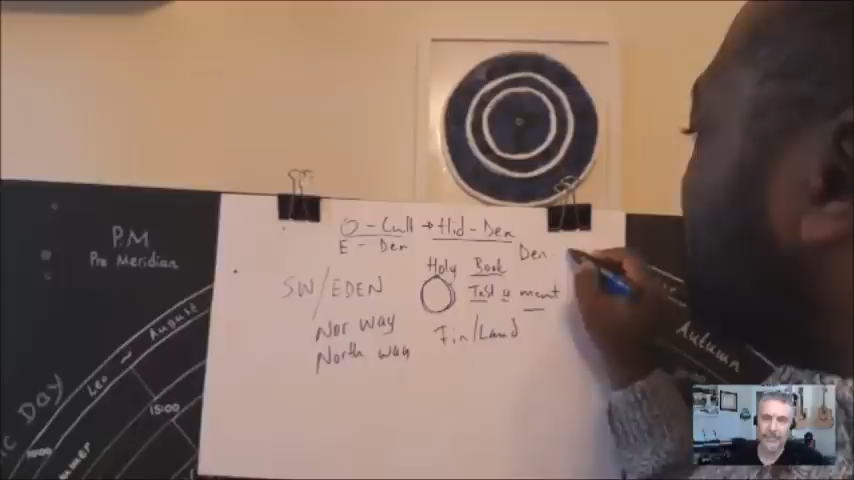 O-Cult → Hid-Den
E - Den
Den
Holy Book
SW/EDEN
Test a ment
Nor way
Fin/Land
North way
P.M
Pre Meridian
Leo ~ August
15:00
Day
Autumn